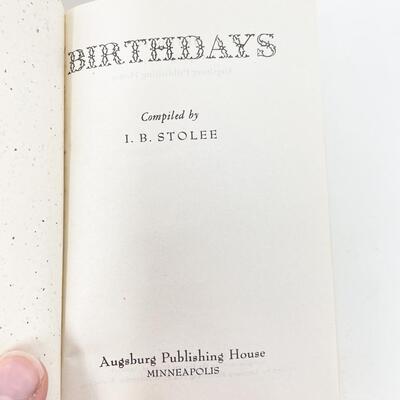 BIRTHDAYS
Compiled by
I. B. STOLEE
Augsburg Publishing House
MINNEAPOLIS